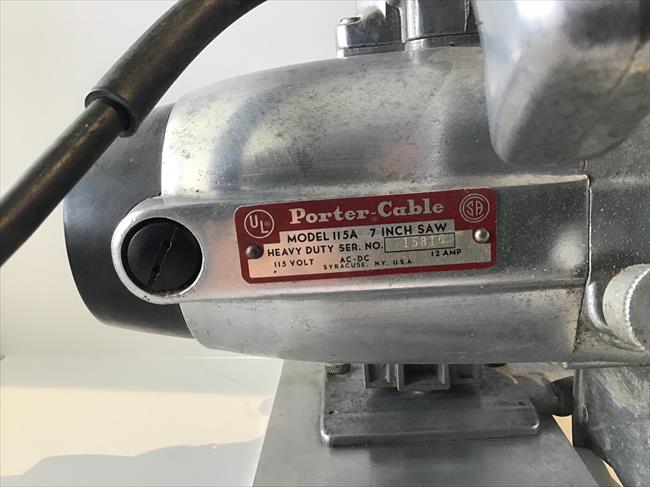 UL
Porter-Cable
SA
MODEL 115A 7 INCH SAW
HEAVY DUTY SER. NO.
115 VOLT AC-DC 12 AMP
SYRACUSE, N.Y. U.S.A.